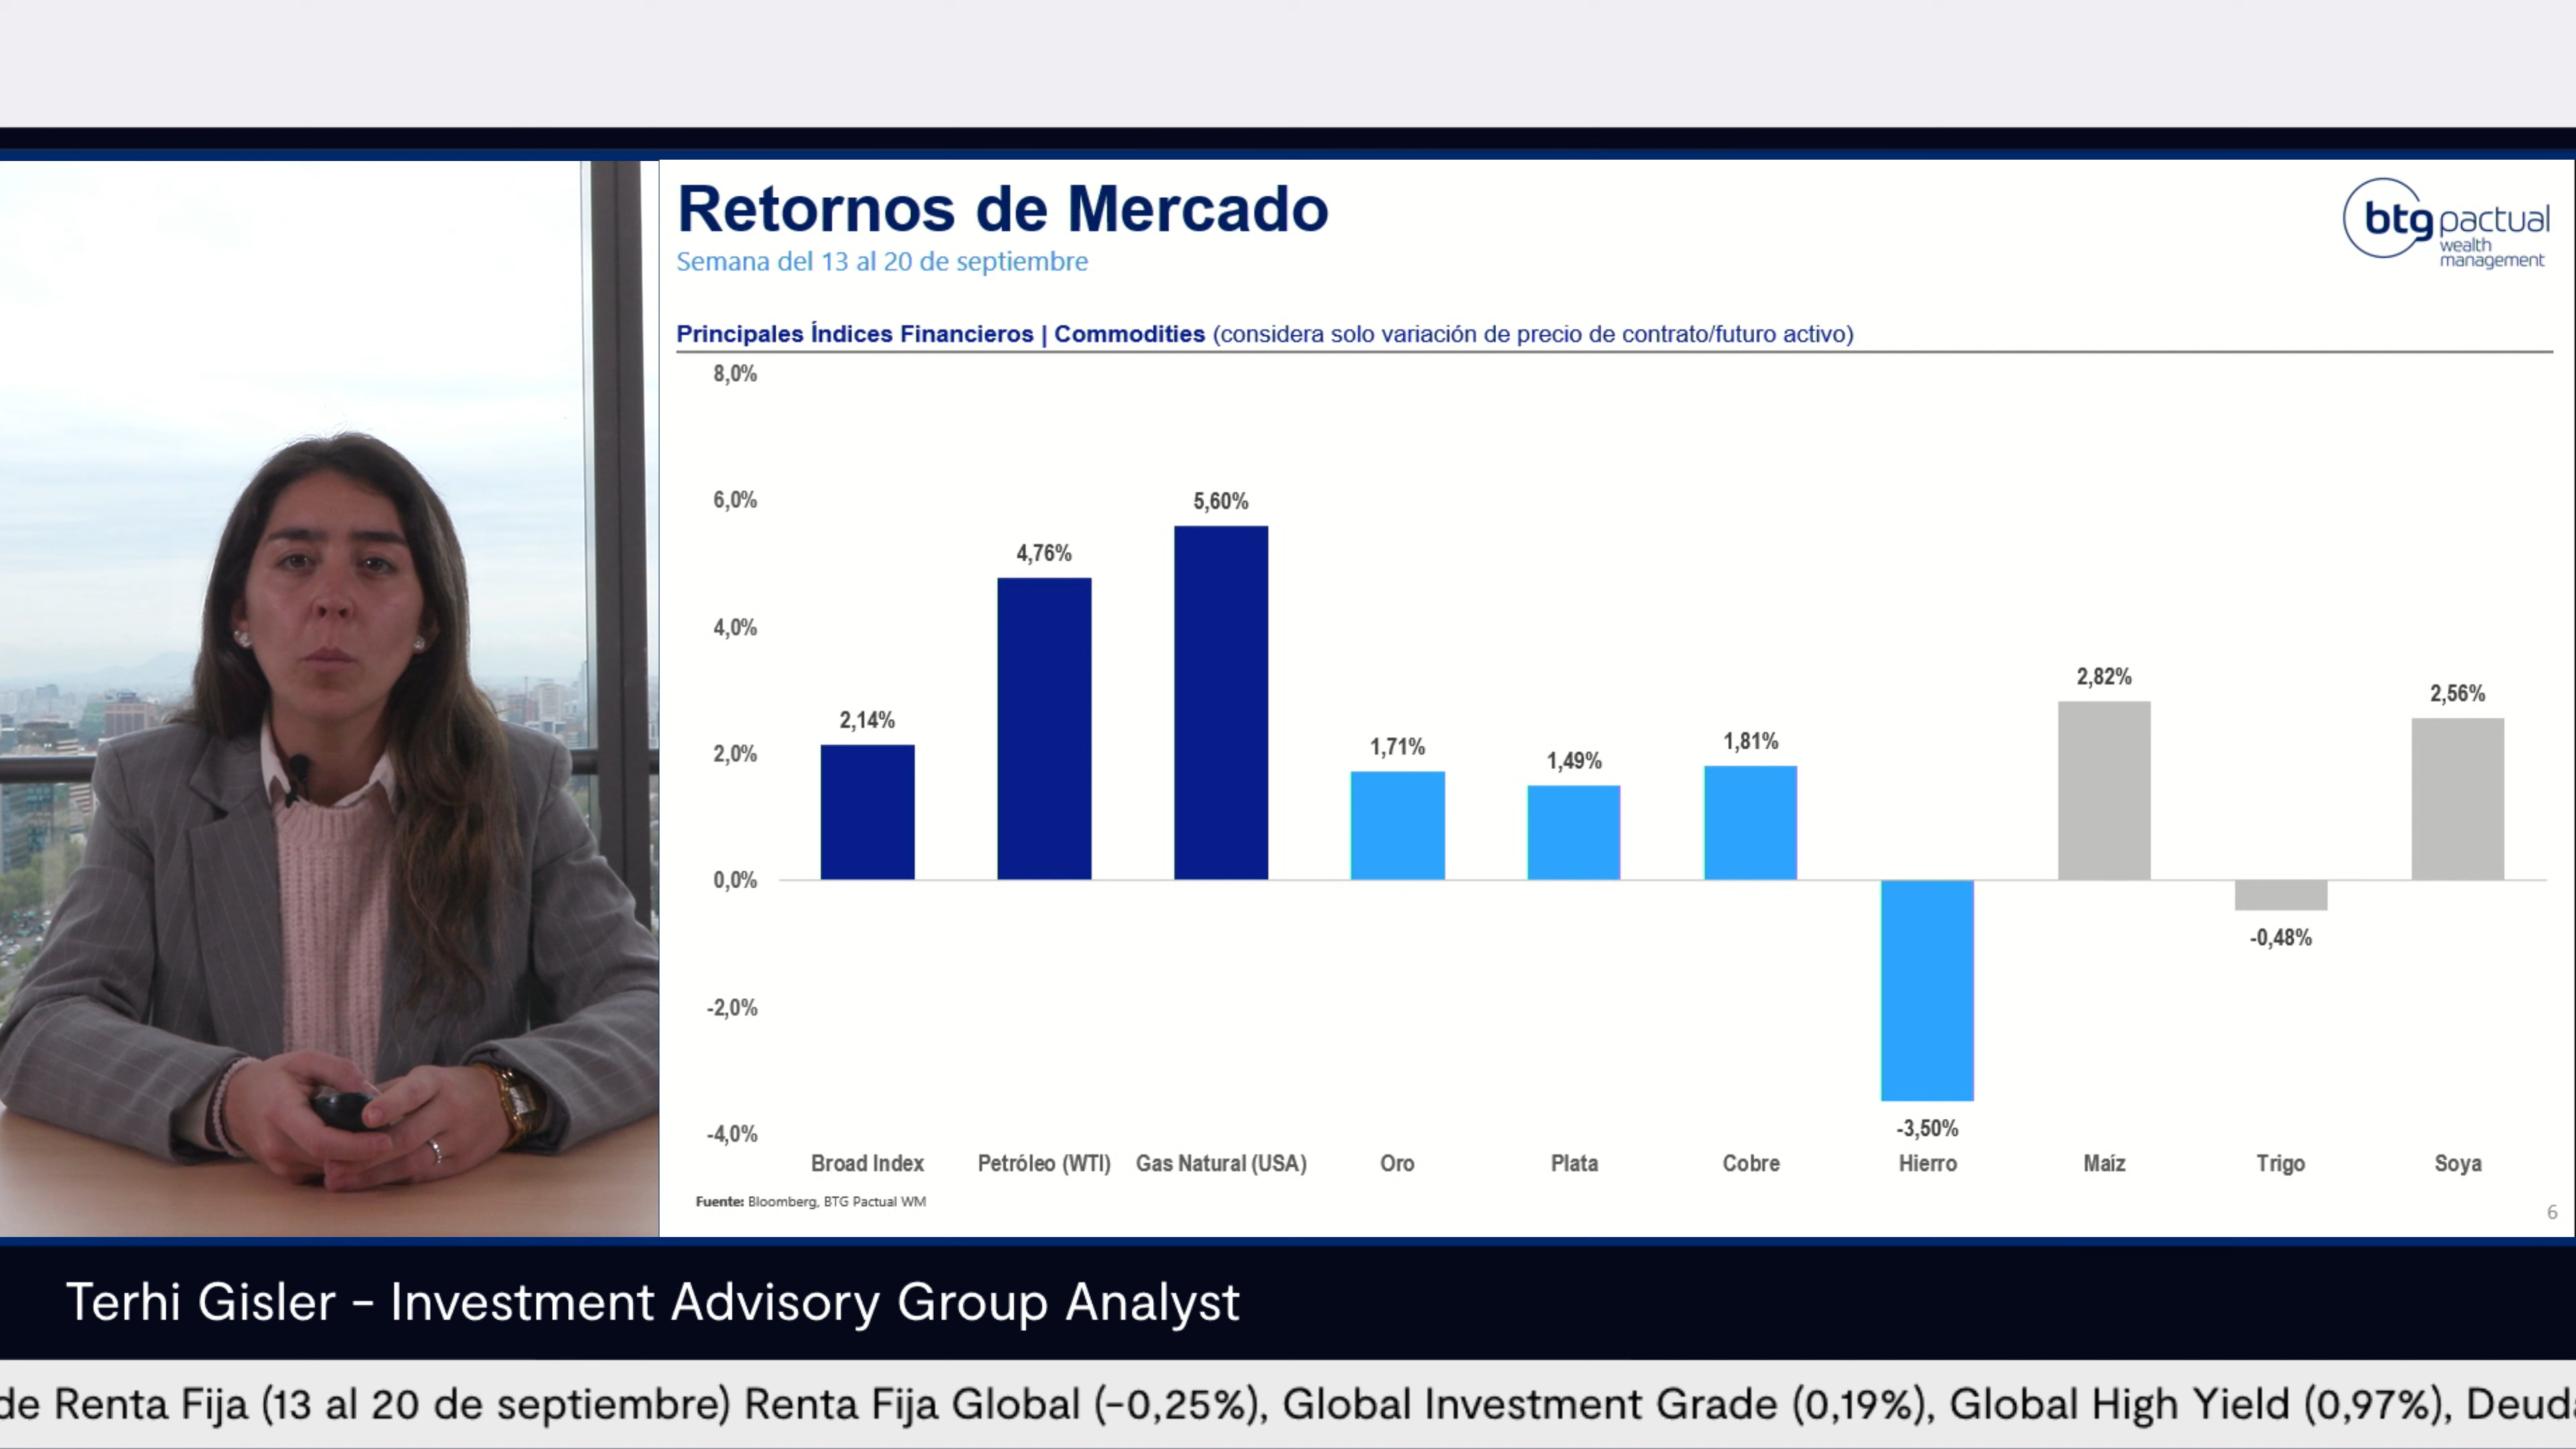 Retornos de Mercado
Semana del 13 al 20 de septiembre
btg pactual
wealth
management
Principales Índices Financieros | Commodities (considera solo variación de precio de contrato/futuro activo)
8,0%
6,0%
4,0%
2,0%
0,0%
-2,0%
-4,0%
2,14%
4,76%
5,60%
1,71%
1,49%
1,81%
-3,50%
2,82%
-0,48%
2,56%
Broad Index
Petróleo (WTI)
Gas Natural (USA)
Oro
Plata
Cobre
Hierro
Maíz
Trigo
Soya
Fuente: Bloomberg, BTG Pactual WM
6
Terhi Gisler - Investment Advisory Group Analyst
de Renta Fija (13 al 20 de septiembre) Renta Fija Global (-0,25%), Global Investment Grade (0,19%), Global High Yield (0,97%), Deud